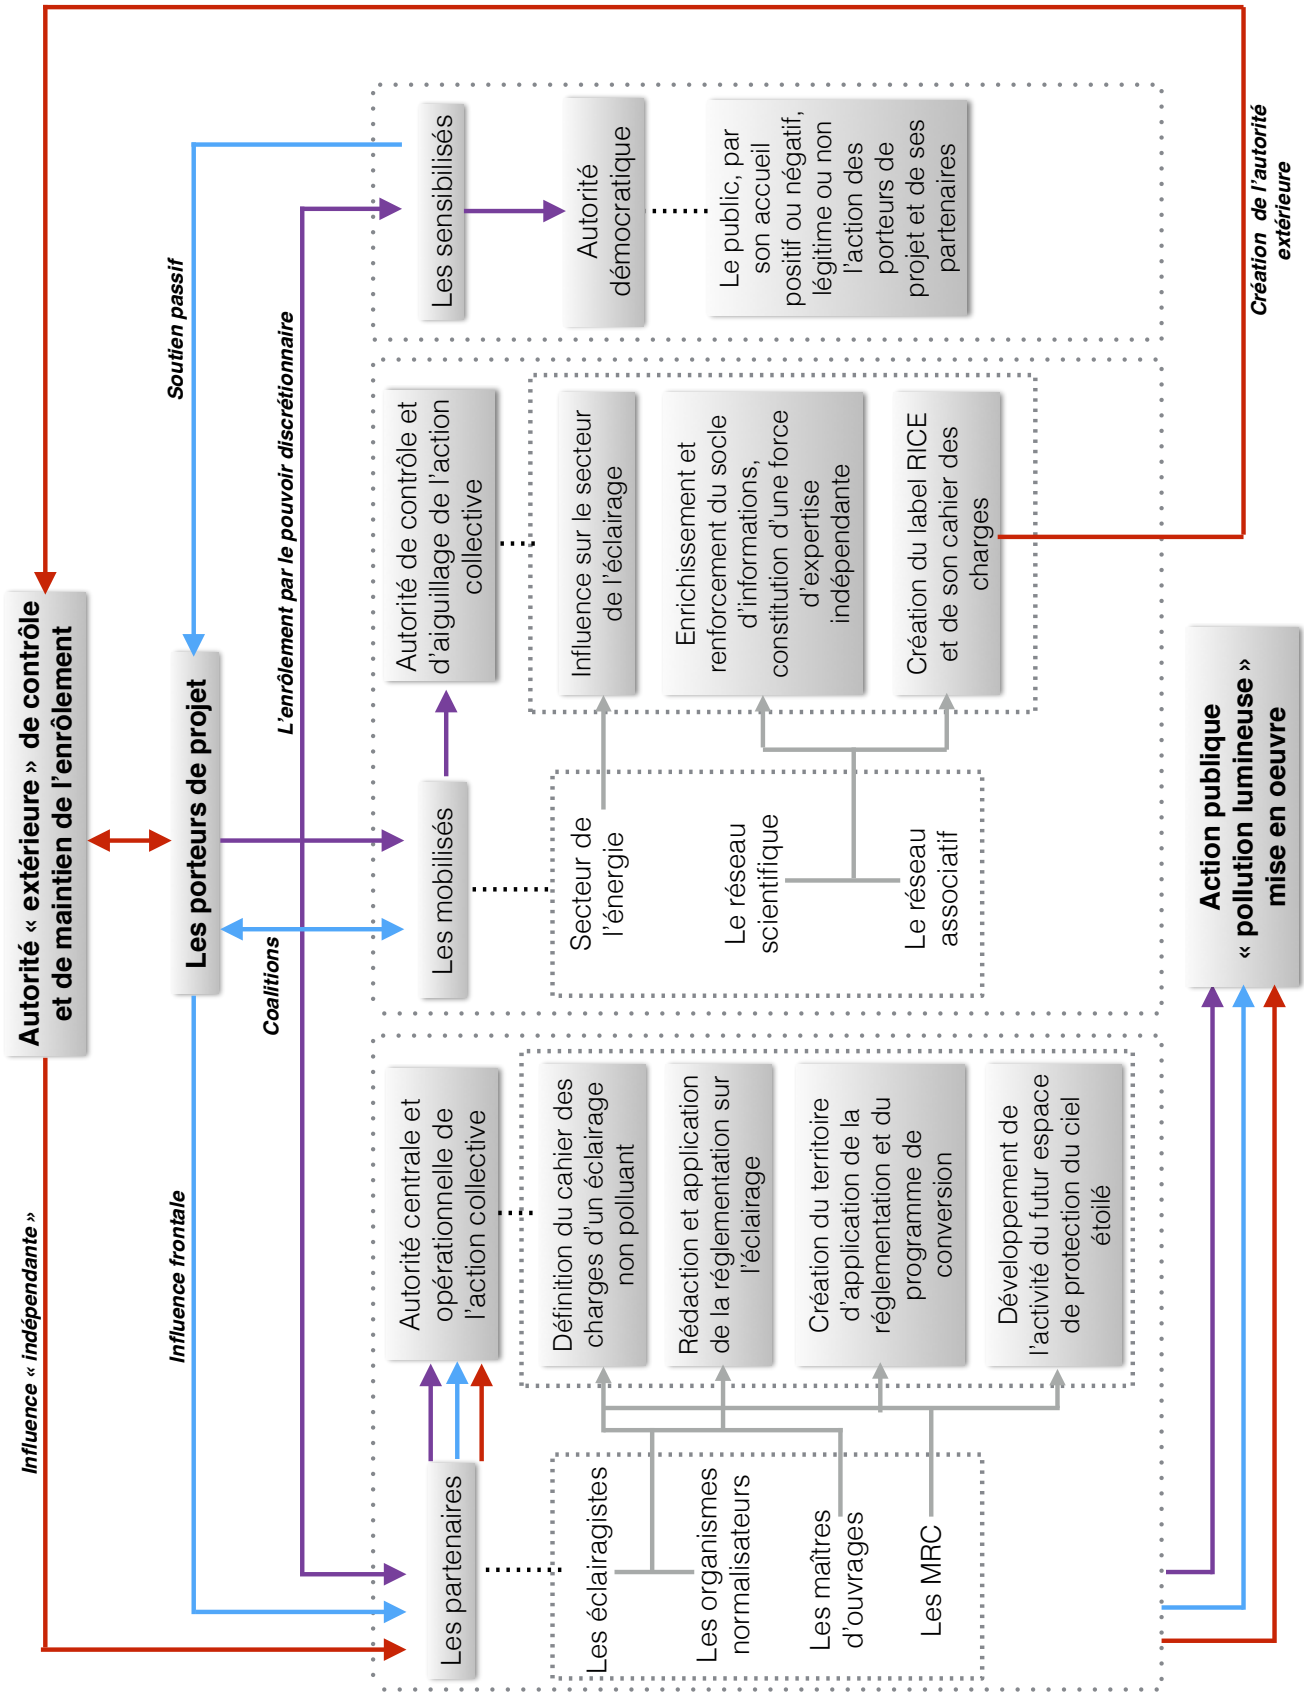 Autorité « extérieure » de contrôle
et de maintien de l'enrôlement
Influence « indépendante »
Les porteurs de projet
Influence frontale
Soutien passif
Coalitions
L'enrôlement par le pouvoir discrétionnaire
Les partenaires
Autorité centrale et
opérationnelle de
l'action collective
Les éclairagistes
Les organismes
normalisateurs
Les maîtres
d'ouvrages
Les MRC
Définition du cahier des
charges d'un éclairage
non polluant
Rédaction et application
de la réglementation sur
l'éclairage
Création du territoire
d'application de la
réglementation et du
programme de
conversion
Développement de
l'activité du futur espace
de protection du ciel
étoilé
Les mobilisés
Autorité de contrôle et
d'aiguillage de l'action
collective
Secteur de
l'énergie
Le réseau
scientifique
Le réseau
associatif
Influence sur le secteur
de l'éclairage
Enrichissement et
renforcement du socle
d'informations,
constitution d'une force
d'expertise
indépendante
Création du label RICE
et de son cahier des
charges
Les sensibilisés
Autorité
démocratique
Le public, par
son accueil
positif ou négatif,
légitime ou non
l'action des
porteurs de
projet et de ses
partenaires
Création de l'autorité
extérieure
Action publique
« pollution lumineuse »
mise en oeuvre